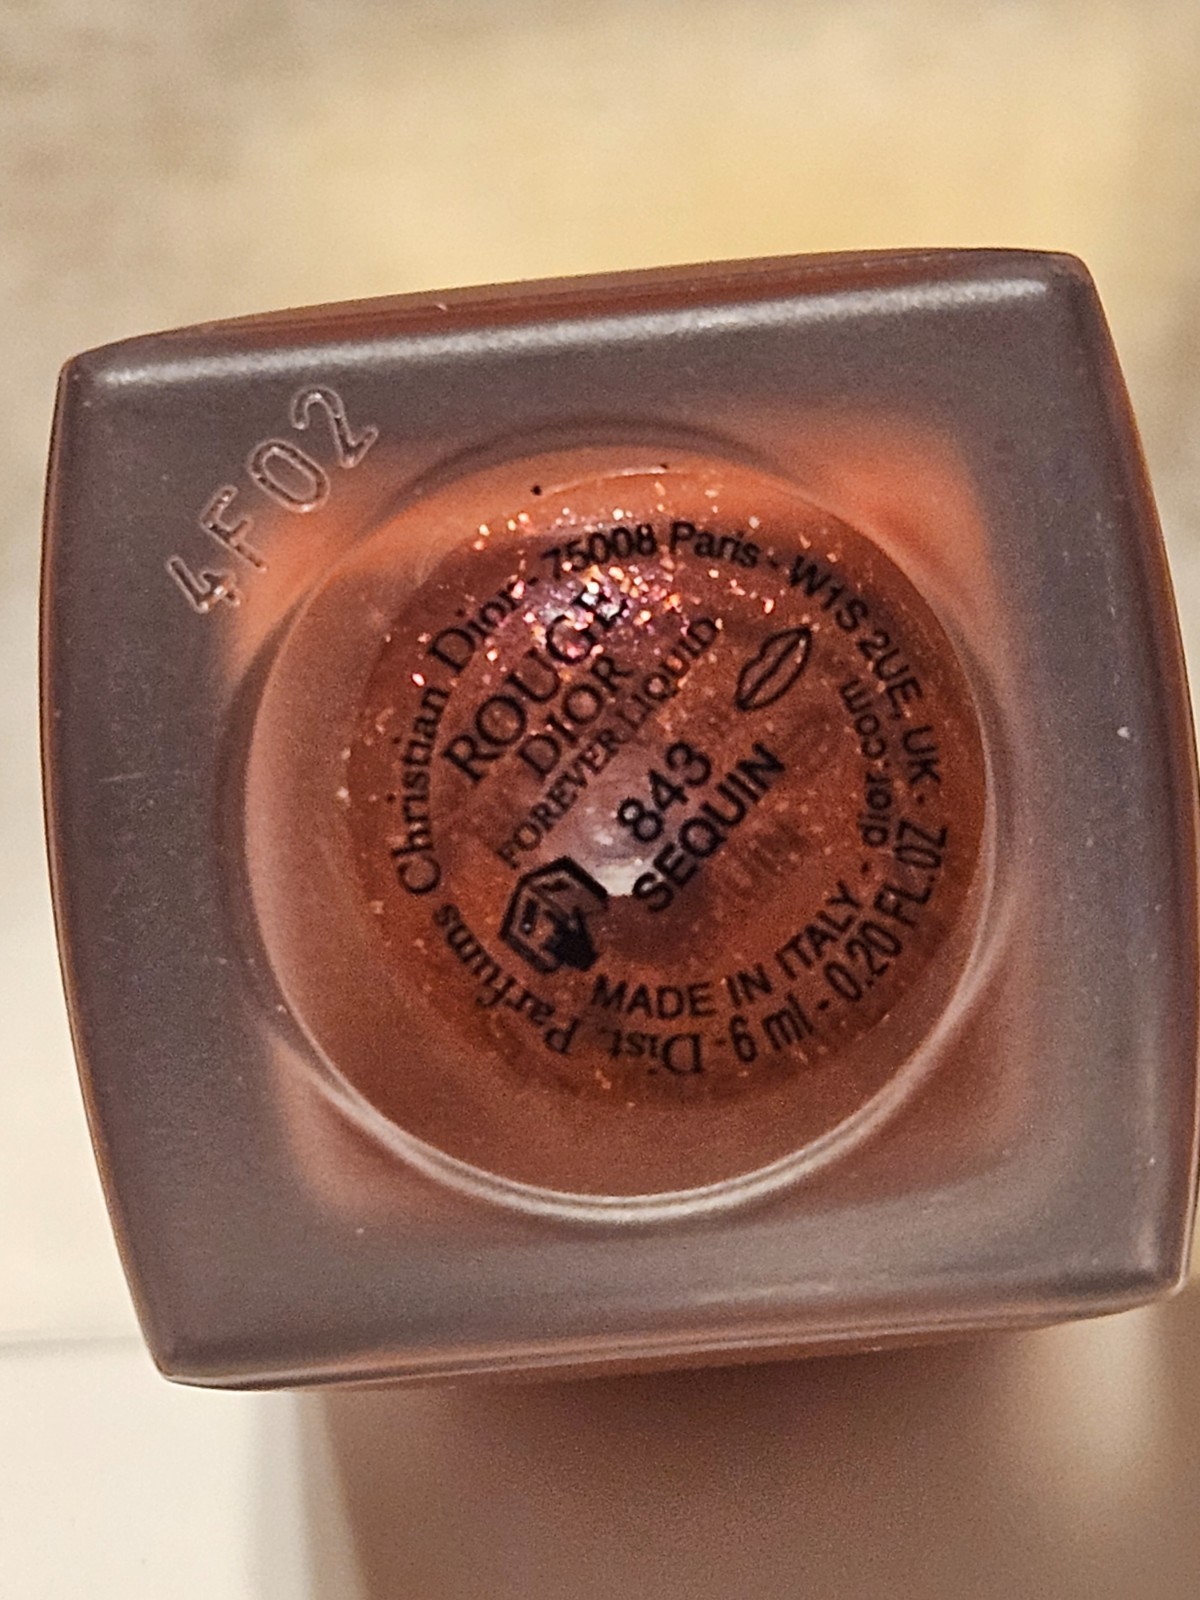 4F02
Dist. Parfums Christian Dior - 75008 Paris - W1S 2UE, UK -
ROUGE
DIOR
FOREVER LIQUID
843
SEQUIN
dior.com
MADE IN ITALY -
6 ml - 0.20 FL.OZ